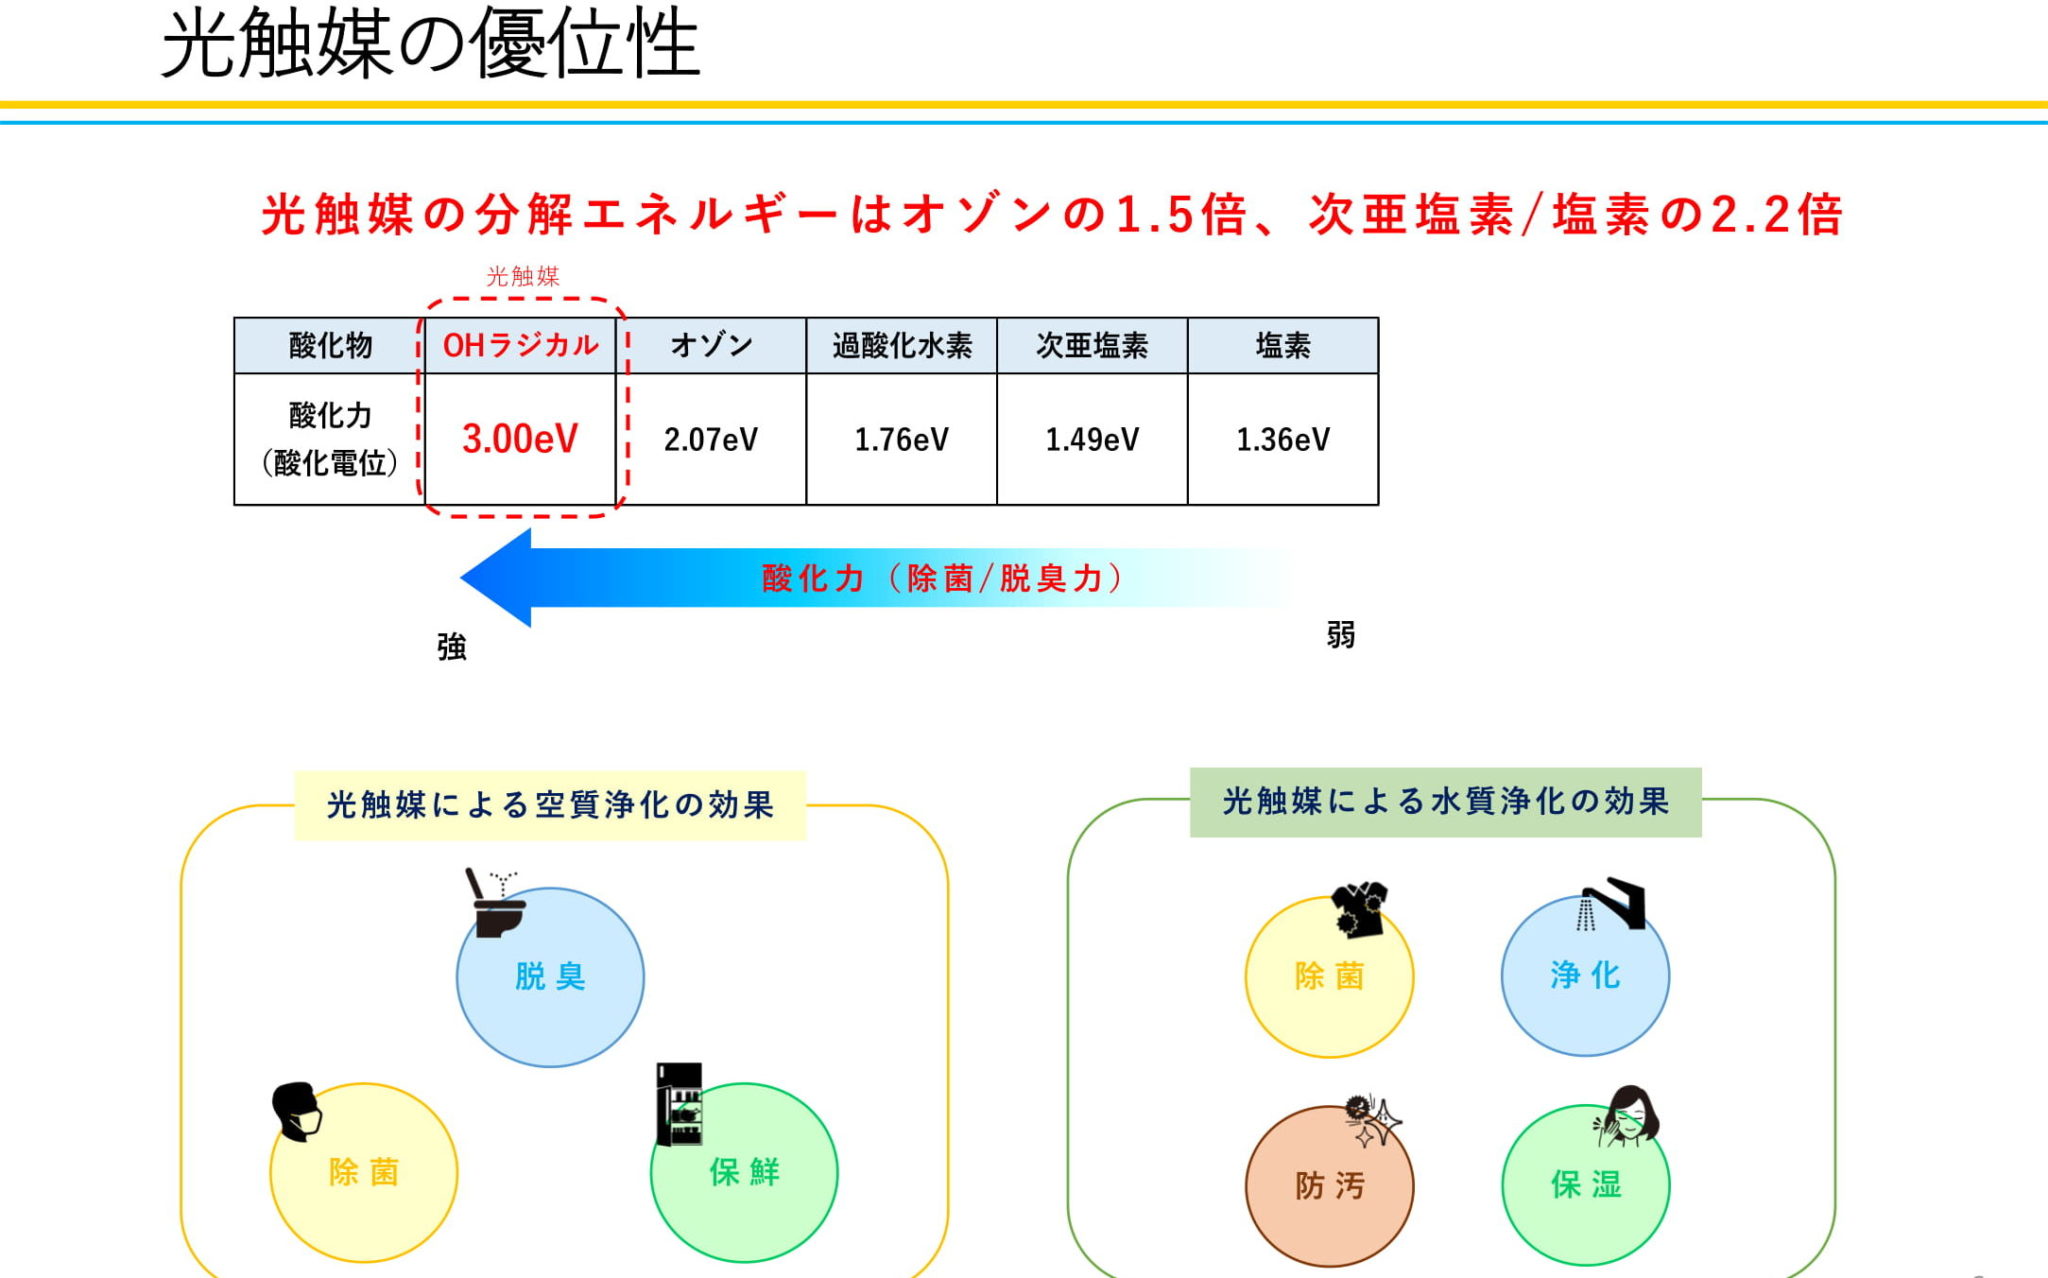 光触媒の優位性
光触媒の分解エネルギーはオゾンの1.5倍、次亜塩素/塩素の2.2倍
光触媒
酸化物 OHラジカル オゾン 過酸化水素 次亜塩素 塩素
酸化力
（酸化電位） 3.00eV 2.07eV 1.76eV 1.49eV 1.36eV
酸化力（除菌/脱臭力）
強 弱
光触媒による空質浄化の効果
脱臭
除菌 保鮮
光触媒による水質浄化の効果
除菌 浄化
防汚 保湿